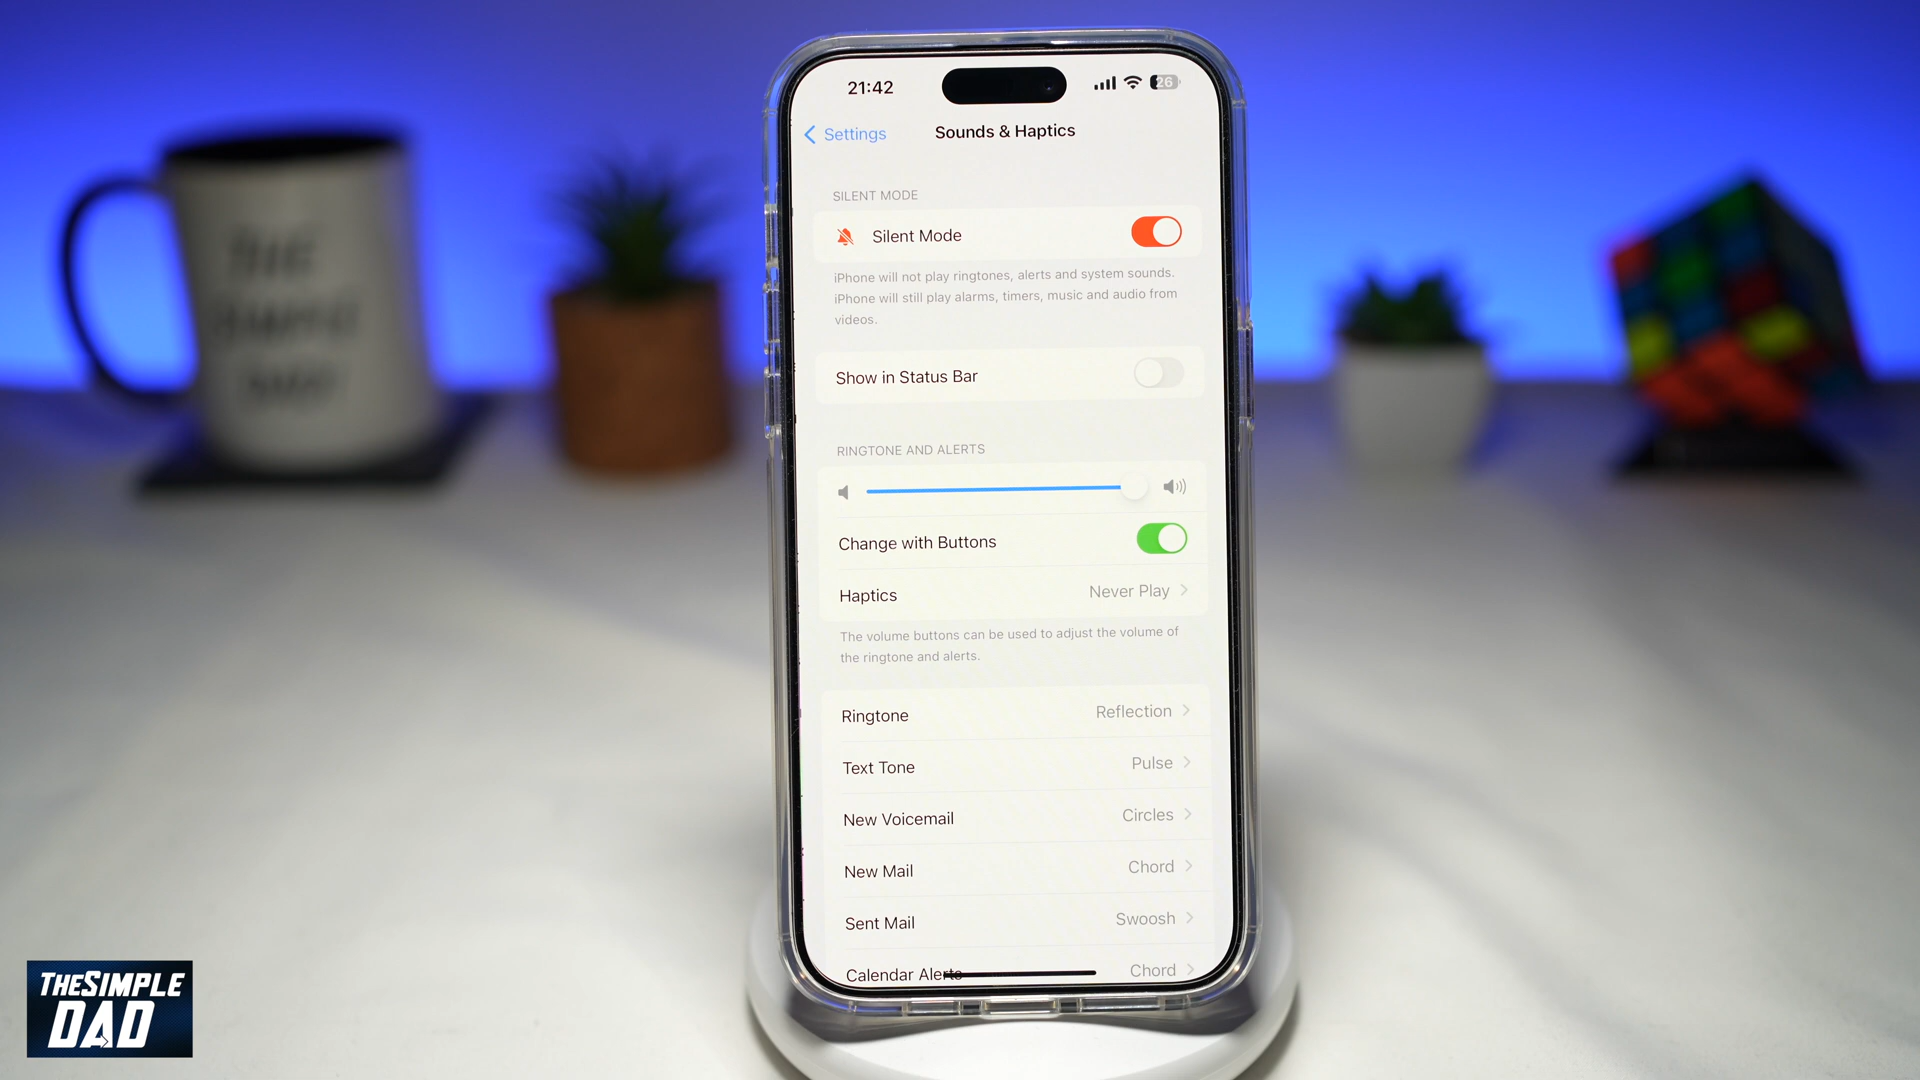 21:42
26
Settings
Sounds & Haptics
SILENT MODE
Silent Mode
iPhone will not play ringtones, alerts and system sounds.
iPhone will still play alarms, timers, music and audio from
videos.
Show in Status Bar
RINGTONE AND ALERTS
Change with Buttons
Haptics Never Play
The volume buttons can be used to adjust the volume of
the ringtone and alerts.
Ringtone Reflection
Text Tone Pulse
New Voicemail Circles
New Mail Chord
Sent Mail Swoosh
Calendar Alerts Chord
THE
SIMPLE
DAD
THESIMPLE
DAD